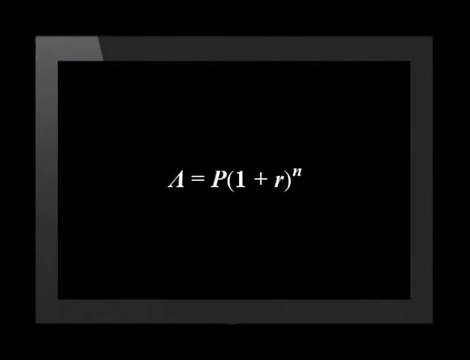 Λ = P(1 + r)ⁿ